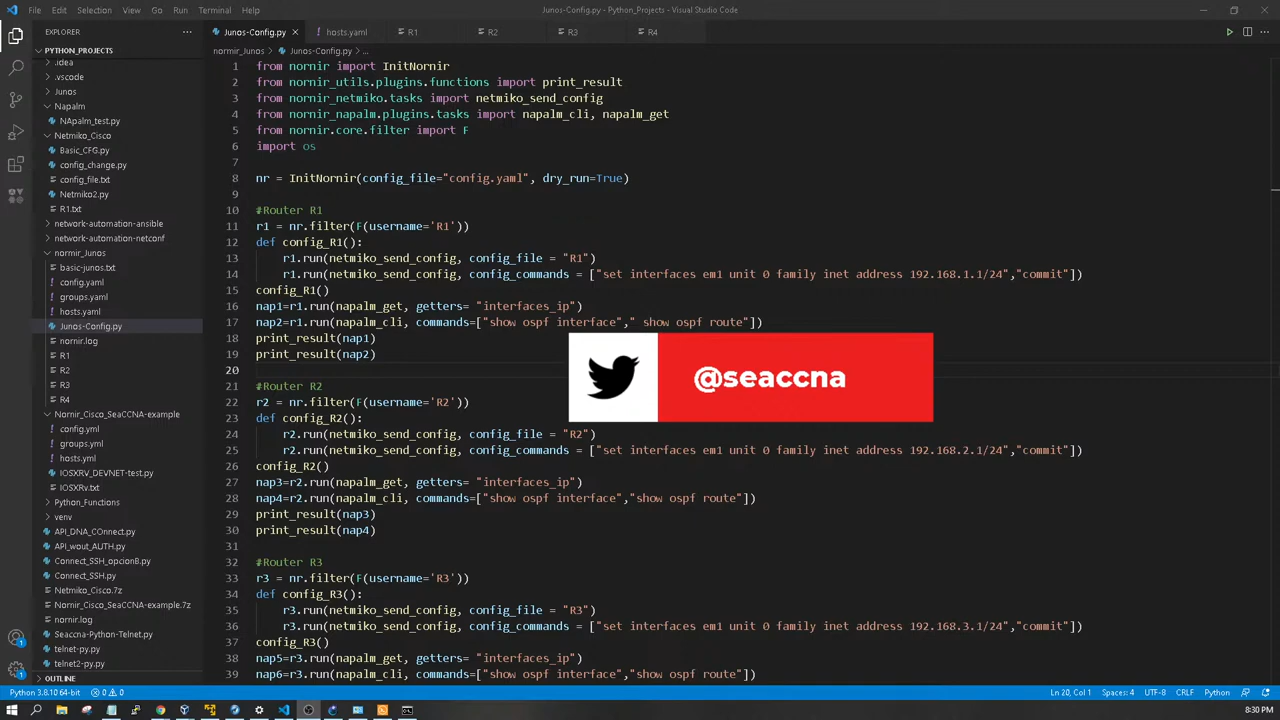 File Edit Selection View Go Run Terminal Help
Junos-Config.py - Python_Projects - Visual Studio Code
EXPLORER
PYTHON_PROJECTS
.idea
.vscode
Junos
Napalm
NApalm_test.py
Netmiko_Cisco
Basic_CFG.py
config_change.py
config_file.txt
Netmiko2.py
R1.txt
network-automation-ansible
network-automation-netconf
normir_Junos
basic-junos.txt
config.yaml
groups.yaml
hosts.yaml
Junos-Config.py
nornir.log
R1
R2
R3
R4
Nornir_Cisco_SeaCCNA-example
config.yml
groups.yml
hosts.yml
IOSXRV_DEVNET-test.py
IOSXRv.txt
Python_Functions
venv
API_DNA_COnnect.py
API_wout_AUTH.py
Connect_SSH_opcionB.py
Connect_SSH.py
Netmiko_Cisco.7z
Nornir_Cisco_SeaCCNA-example.7z
nornir.log
Seaccna-Python-Telnet.py
telnet-py.py
telnet2-py.py
OUTLINE
Junos-Config.py hosts.yaml R1 R2 R3 R4
normir_Junos > Junos-Config.py > ...
1 from nornir import InitNornir
2 from nornir_utils.plugins.functions import print_result
3 from nornir_netmiko.tasks import netmiko_send_config
4 from nornir_napalm.plugins.tasks import napalm_cli, napalm_get
5 from nornir.core.filter import F
6 import os
7
8 nr = InitNornir(config_file="config.yaml", dry_run=True)
9
10 #Router R1
11 r1 = nr.filter(F(username='R1'))
12 def config_R1():
13 r1.run(netmiko_send_config, config_file = "R1")
14 r1.run(netmiko_send_config, config_commands = ["set interfaces em1 unit 0 family inet address 192.168.1.1/24","commit"])
15 config_R1()
16 nap1=r1.run(napalm_get, getters= "interfaces_ip")
17 nap2=r1.run(napalm_cli, commands=["show ospf interface"," show ospf route"])
18 print_result(nap1)
19 print_result(nap2)
20
21 #Router R2
22 r2 = nr.filter(F(username='R2'))
23 def config_R2():
24 r2.run(netmiko_send_config, config_file = "R2")
25 r2.run(netmiko_send_config, config_commands = ["set interfaces em1 unit 0 family inet address 192.168.2.1/24","commit"])
26 config_R2()
27 nap3=r2.run(napalm_get, getters= "interfaces_ip")
28 nap4=r2.run(napalm_cli, commands=["show ospf interface","show ospf route"])
29 print_result(nap3)
30 print_result(nap4)
31
32 #Router R3
33 r3 = nr.filter(F(username='R3'))
34 def config_R3():
35 r3.run(netmiko_send_config, config_file = "R3")
36 r3.run(netmiko_send_config, config_commands = ["set interfaces em1 unit 0 family inet address 192.168.3.1/24","commit"])
37 config_R3()
38 nap5=r3.run(napalm_get, getters= "interfaces_ip")
39 nap6=r3.run(napalm_cli, commands=["show ospf interface","show ospf route"])
@seaccna
Python 3.8.10 64-bit 0 0 Ln 20, Col 1 Spaces: 4 UTF-8 CRLF Python
8:30 PM